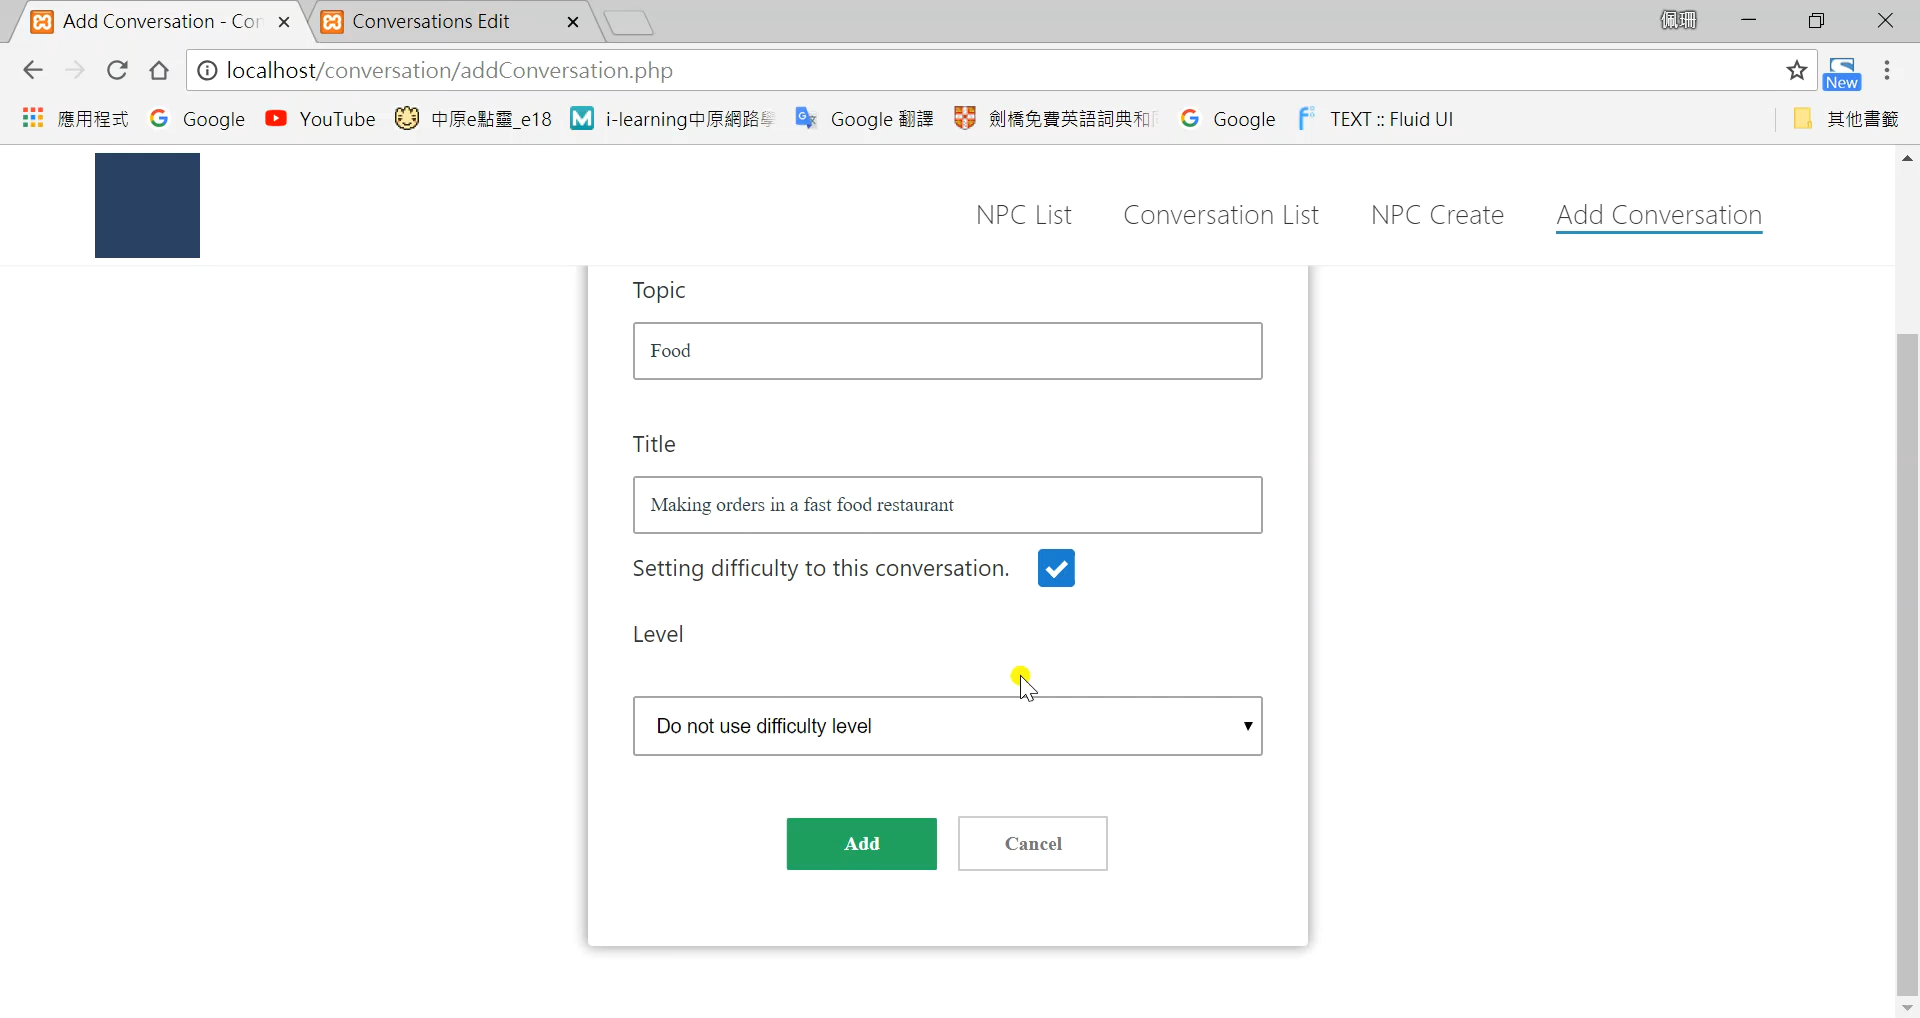 Add Conversation - Con
Conversations Edit
佩珊
localhost/conversation/addConversation.php
New
應用程式
Google
YouTube
中原e點靈_e18
i-learning中原網路學
Google 翻譯
劍橋免費英語詞典和
Google
TEXT :: Fluid UI
其他書籤
NPC List
Conversation List
NPC Create
Add Conversation
Topic
Food
Title
Making orders in a fast food restaurant
Setting difficulty to this conversation.
Level
Do not use difficulty level
Add
Cancel